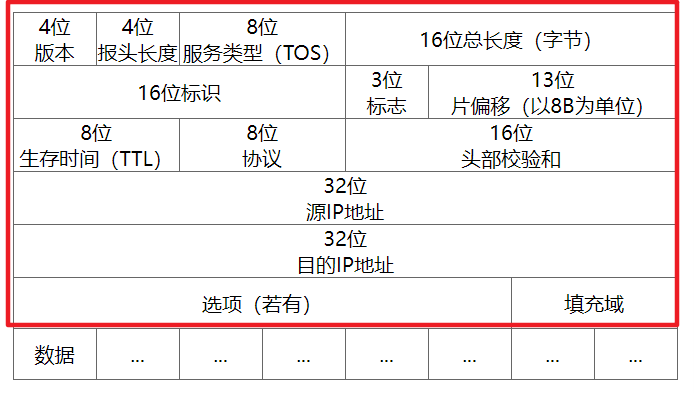 4位
版本
4位
报头长度
8位
服务类型（TOS）
16位总长度（字节）
16位标识
3位
标志
13位
片偏移（以8B为单位）
8位
生存时间（TTL）
8位
协议
16位
头部校验和
32位
源IP地址
32位
目的IP地址
选项（若有）
填充域
数据
...
...
...
...
...
...
...